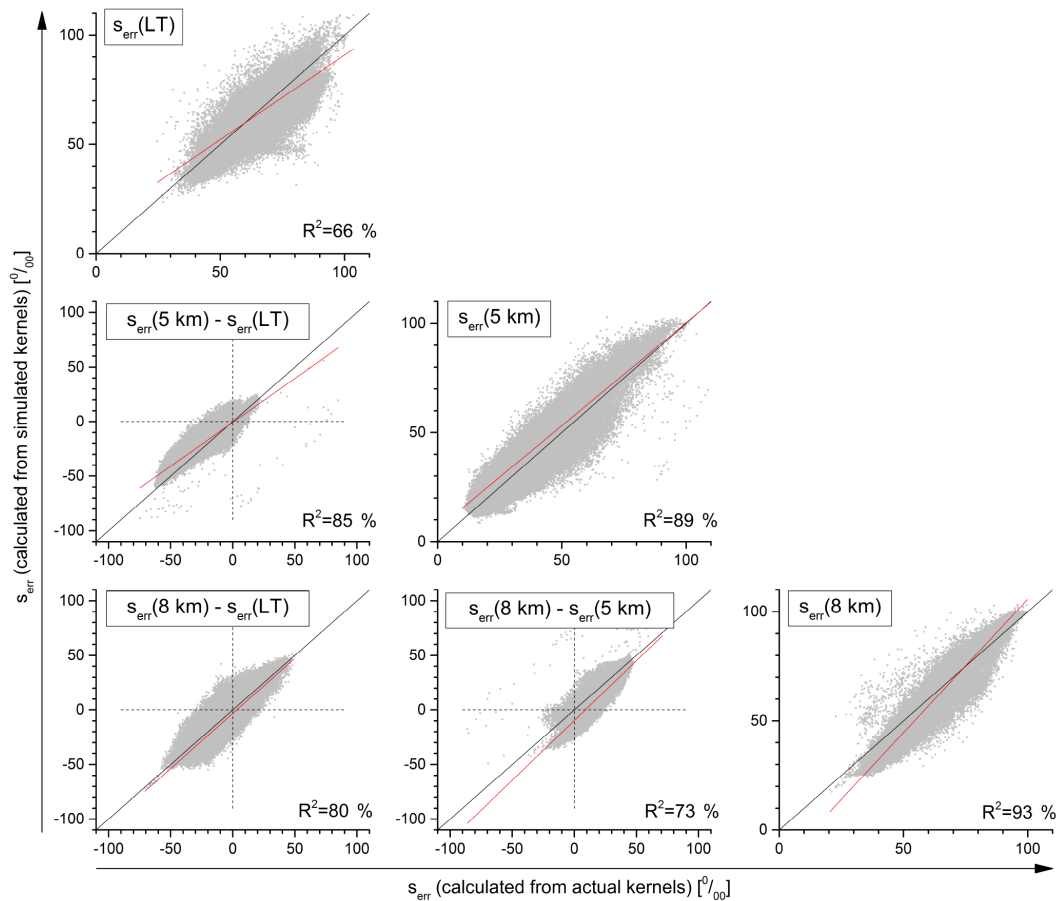 s_err(LT)
100
50
0
R²=66 %
0 50 100
s_err(5 km) - s_err(LT)
100
50
0
-50
-100
R²=85 %
-100 -50 0 50 100
s_err(5 km)
100
50
0
R²=89 %
0 50 100
s_err(8 km) - s_err(LT)
100
50
0
-50
-100
R²=80 %
-100 -50 0 50 100
s_err(8 km) - s_err(5 km)
100
50
0
-50
-100
R²=73 %
-100 -50 0 50 100
s_err(8 km)
100
50
0
R²=93 %
0 50 100
s_err (calculated from simulated kernels) [⁰/₀₀]
s_err (calculated from actual kernels) [⁰/₀₀]